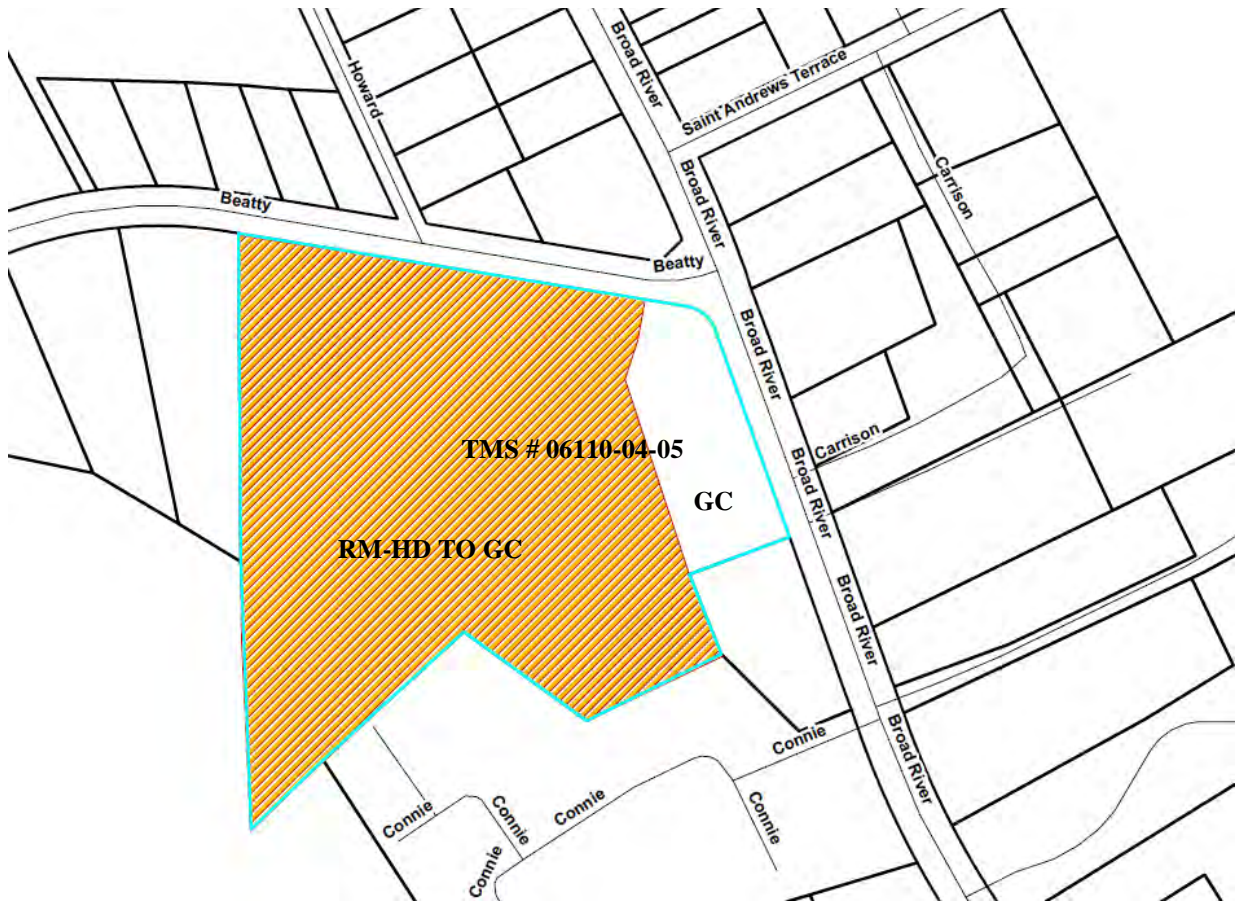 Broad River
Howard
Saint Andrews Terrace
Carrison
Broad River
Beatty
Beatty
Broad River
Carrison
TMS # 06110-04-05
Broad River
GC
RM-HD TO GC
Broad River
Connie
Broad River
Connie
Connie
Connie
Connie
Connie